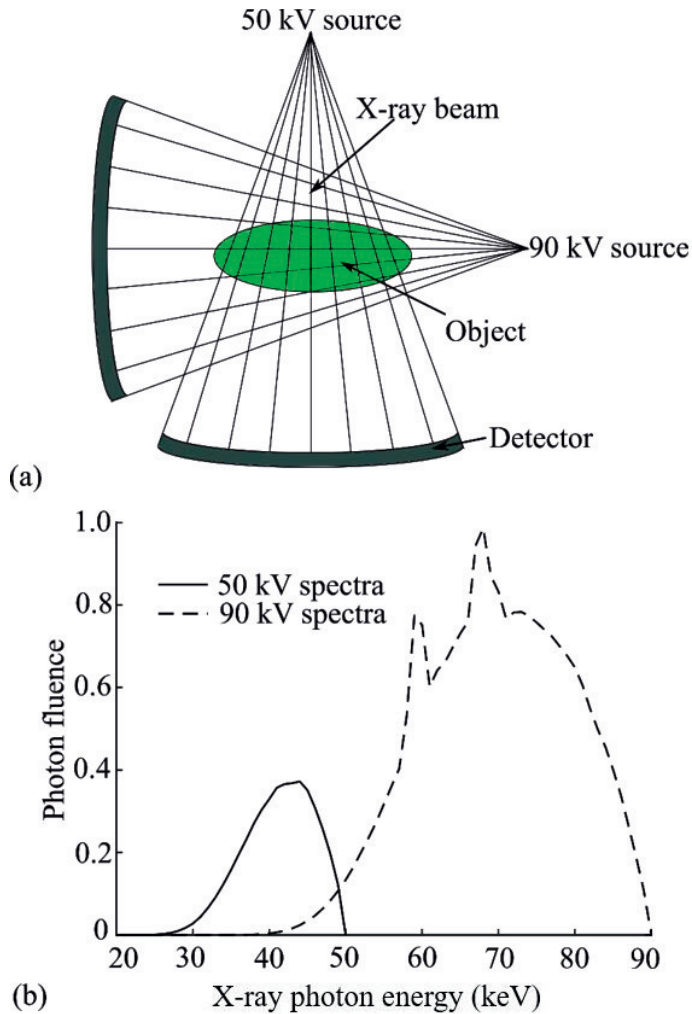 50 kV source
X-ray beam
90 kV source
Object
Detector
(a)
1.0
50 kV spectra
90 kV spectra
0.8
0.6
0.4
0.2
0
Photon fluence
20 30 40 50 60 70 80 90
X-ray photon energy (keV)
(b)